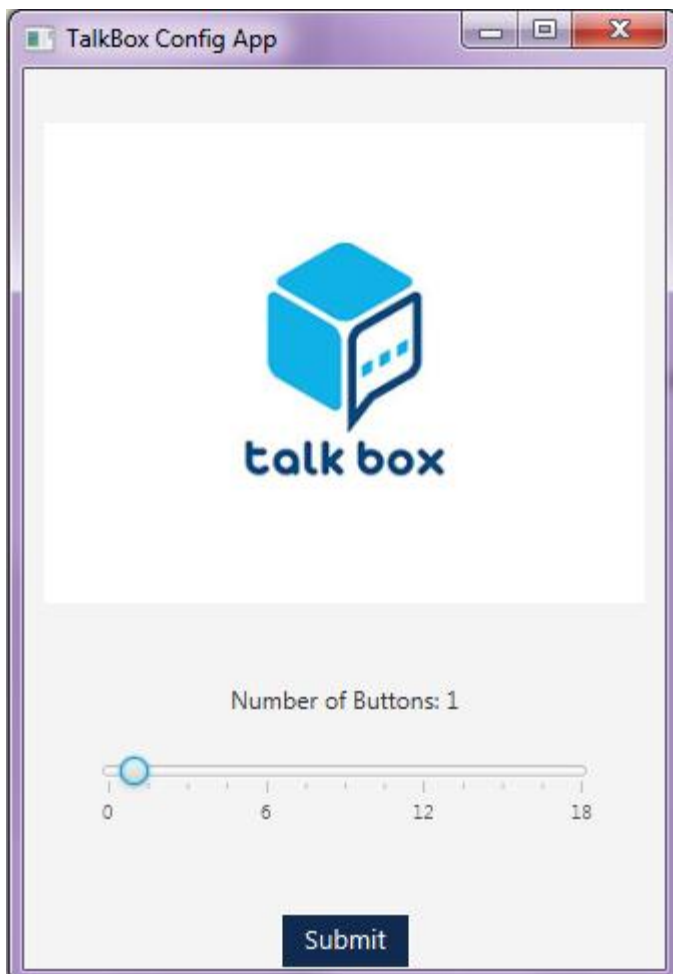 TalkBox Config App
talk box
Number of Buttons: 1
0 6 12 18
Submit